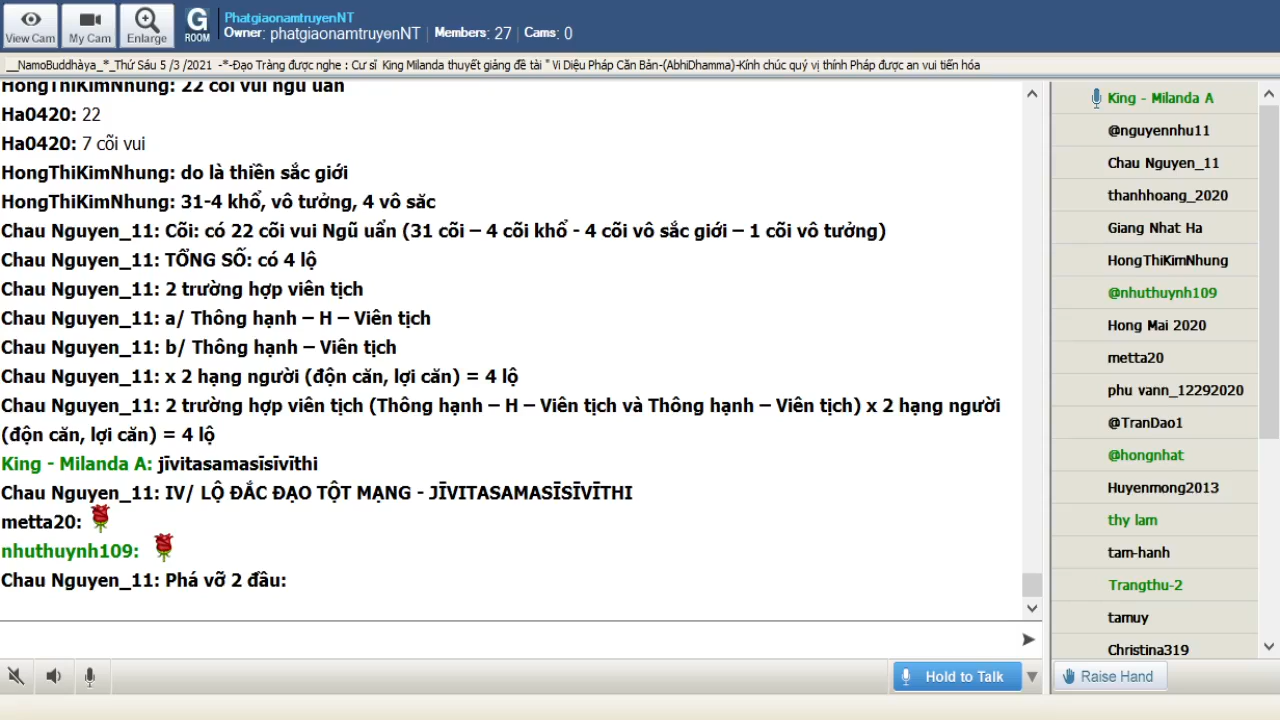 PhatgiaonamtruyenNT
Owner: phatgiaonamtruyenNT | Members: 27 | Cams: 0
View Cam
My Cam
Enlarge
G
ROOM
__NamoBuddhàya_*_Thứ Sáu 5 /3 /2021 -*-Đạo Tràng được nghe : Cư sĩ King Milanda thuyết giảng đề tài " Vi Diệu Pháp Căn Bản-(AbhiDhamma)-Kính chúc quý vị thính Pháp được an vui tiến hóa
HongThiKimNhung: 22 cõi vui ngũ uẩn
Ha0420: 22
Ha0420: 7 cõi vui
HongThiKimNhung: do là thiền sắc giới
HongThiKimNhung: 31-4 khổ, vô tưởng, 4 vô săc
Chau Nguyen_11: Cõi: có 22 cõi vui Ngũ uẩn (31 cõi – 4 cõi khổ - 4 cõi vô sắc giới – 1 cõi vô tưởng)
Chau Nguyen_11: TỔNG SỐ: có 4 lộ
Chau Nguyen_11: 2 trường hợp viên tịch
Chau Nguyen_11: a/ Thông hạnh – H – Viên tịch
Chau Nguyen_11: b/ Thông hạnh – Viên tịch
Chau Nguyen_11: x 2 hạng người (độn căn, lợi căn) = 4 lộ
Chau Nguyen_11: 2 trường hợp viên tịch (Thông hạnh – H – Viên tịch và Thông hạnh – Viên tịch) x 2 hạng người
(độn căn, lợi căn) = 4 lộ
King - Milanda A: jīvitasamasīsīvīthi
Chau Nguyen_11: IV/ LỘ ĐẮC ĐẠO TỘT MẠNG - JĪVITASAMASĪSĪVĪTHI
metta20:
nhuthuynh109:
Chau Nguyen_11: Phá vỡ 2 đầu:
King - Milanda A
@nguyennhu11
Chau Nguyen_11
thanhhoang_2020
Giang Nhat Ha
HongThiKimNhung
@nhuthuynh109
Hong Mai 2020
metta20
phu vann_12292020
@TranDao1
@hongnhat
Huyenmong2013
thy lam
tam-hanh
Trangthu-2
tamuy
Christina319
Hold to Talk
Raise Hand